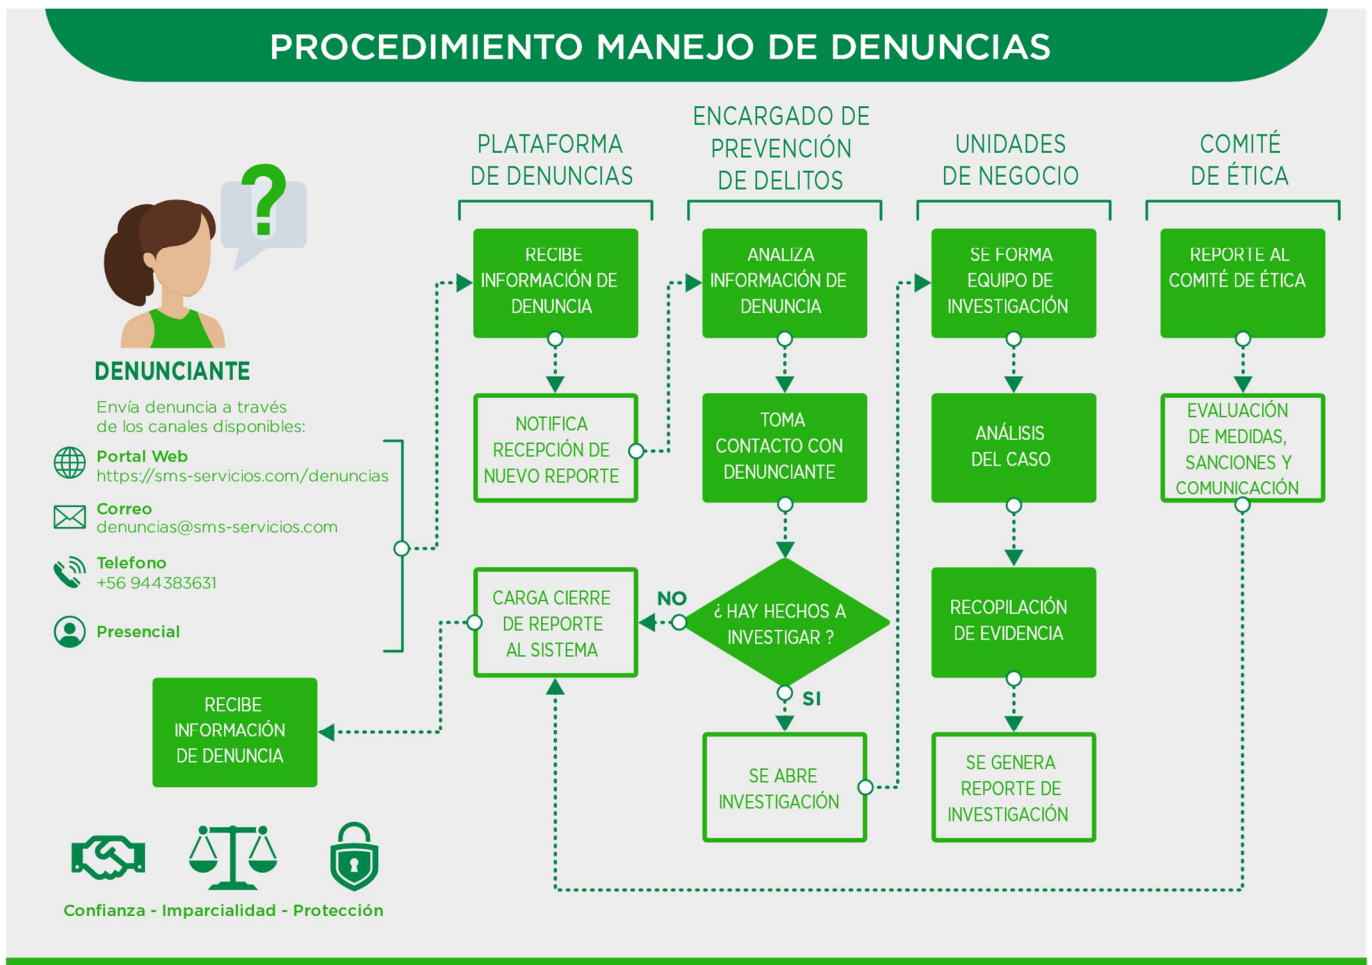 PROCEDIMIENTO MANEJO DE DENUNCIAS
?
DENUNCIANTE
Envía denuncia a través
de los canales disponibles:
Portal Web
https://sms-servicios.com/denuncias
Correo
denuncias@sms-servicios.com
Telefono
+56 944383631
Presencial
RECIBE
INFORMACIÓN
DE DENUNCIA
Confianza - Imparcialidad - Protección
PLATAFORMA
DE DENUNCIAS
RECIBE
INFORMACIÓN DE
DENUNCIA
NOTIFICA
RECEPCIÓN DE
NUEVO REPORTE
CARGA CIERRE
DE REPORTE
AL SISTEMA
ENCARGADO DE
PREVENCIÓN
DE DELITOS
ANALIZA
INFORMACIÓN DE
DENUNCIA
TOMA
CONTACTO CON
DENUNCIANTE
¿ HAY HECHOS A
INVESTIGAR ?
NO
SI
SE ABRE
INVESTIGACIÓN
UNIDADES
DE NEGOCIO
SE FORMA
EQUIPO DE
INVESTIGACIÓN
ANÁLISIS
DEL CASO
RECOPILACIÓN
DE EVIDENCIA
SE GENERA
REPORTE DE
INVESTIGACIÓN
COMITÉ
DE ÉTICA
REPORTE AL
COMITÉ DE ÉTICA
EVALUACIÓN
DE MEDIDAS,
SANCIONES Y
COMUNICACIÓN